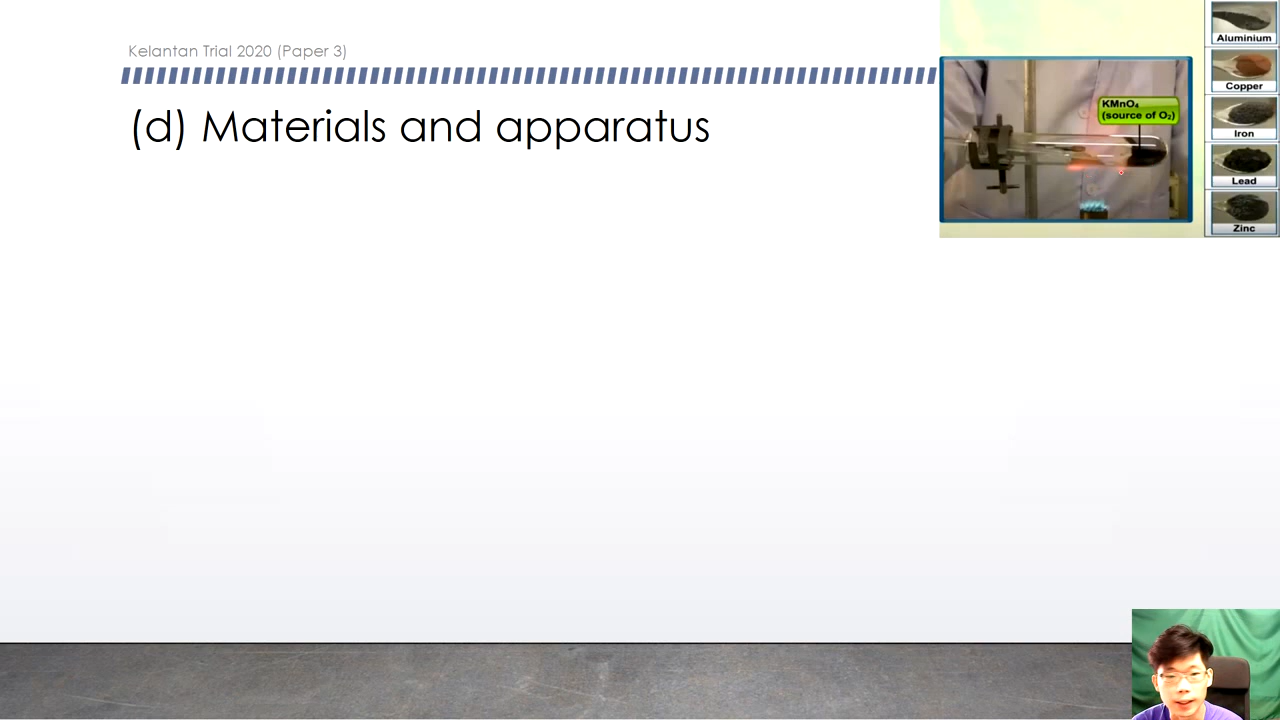 Kelantan Trial 2020 (Paper 3)
(d) Materials and apparatus
KMnO₄
(source of O₂)
Aluminium
Copper
Iron
Lead
Zinc